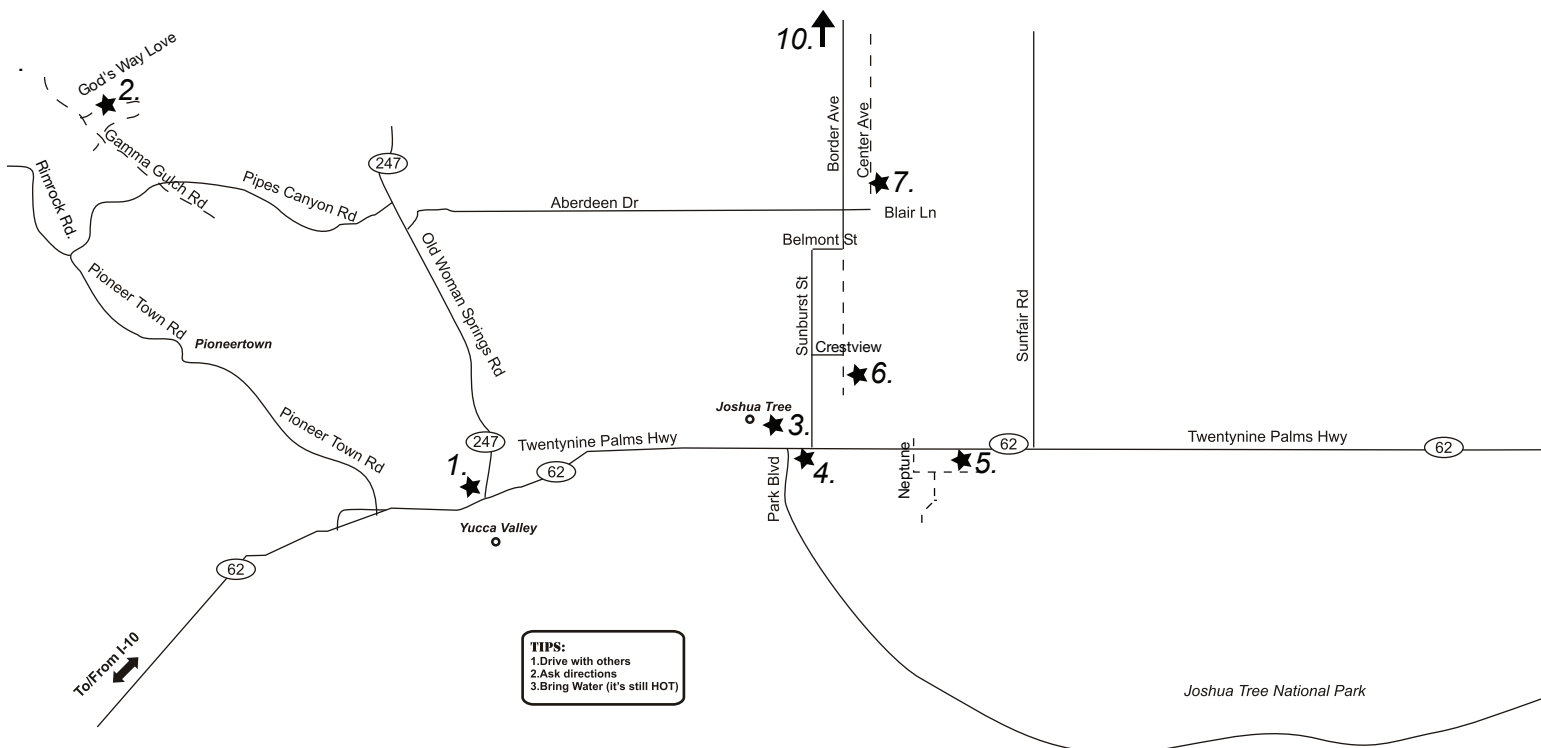 10.
God's Way Love
2.
Border Ave
Center Ave
Gamma Gulch Rd
247
Rimrock Rd.
Pipes Canyon Rd
7.
Aberdeen Dr
Blair Ln
Old Woman Springs Rd
Belmont St
Pioneer Town Rd
Sunburst St
Sunfair Rd
Pioneertown
Crestview
6.
Joshua Tree
3.
Pioneer Town Rd
247
Twentynine Palms Hwy
62
Twentynine Palms Hwy
62
1.
62
4.
Neptune
5.
Park Blvd
Yucca Valley
62
To/From I-10
TIPS:
1.Drive with others
2.Ask directions
3.Bring Water (it's still HOT)
Joshua Tree National Park